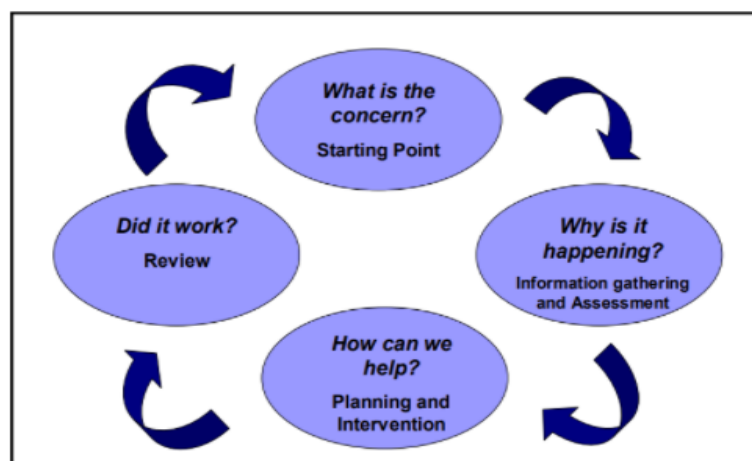 What is the
concern?
Starting Point
Why is it
happening?
Information gathering
and Assessment
How can we
help?
Planning and
Intervention
Did it work?
Review